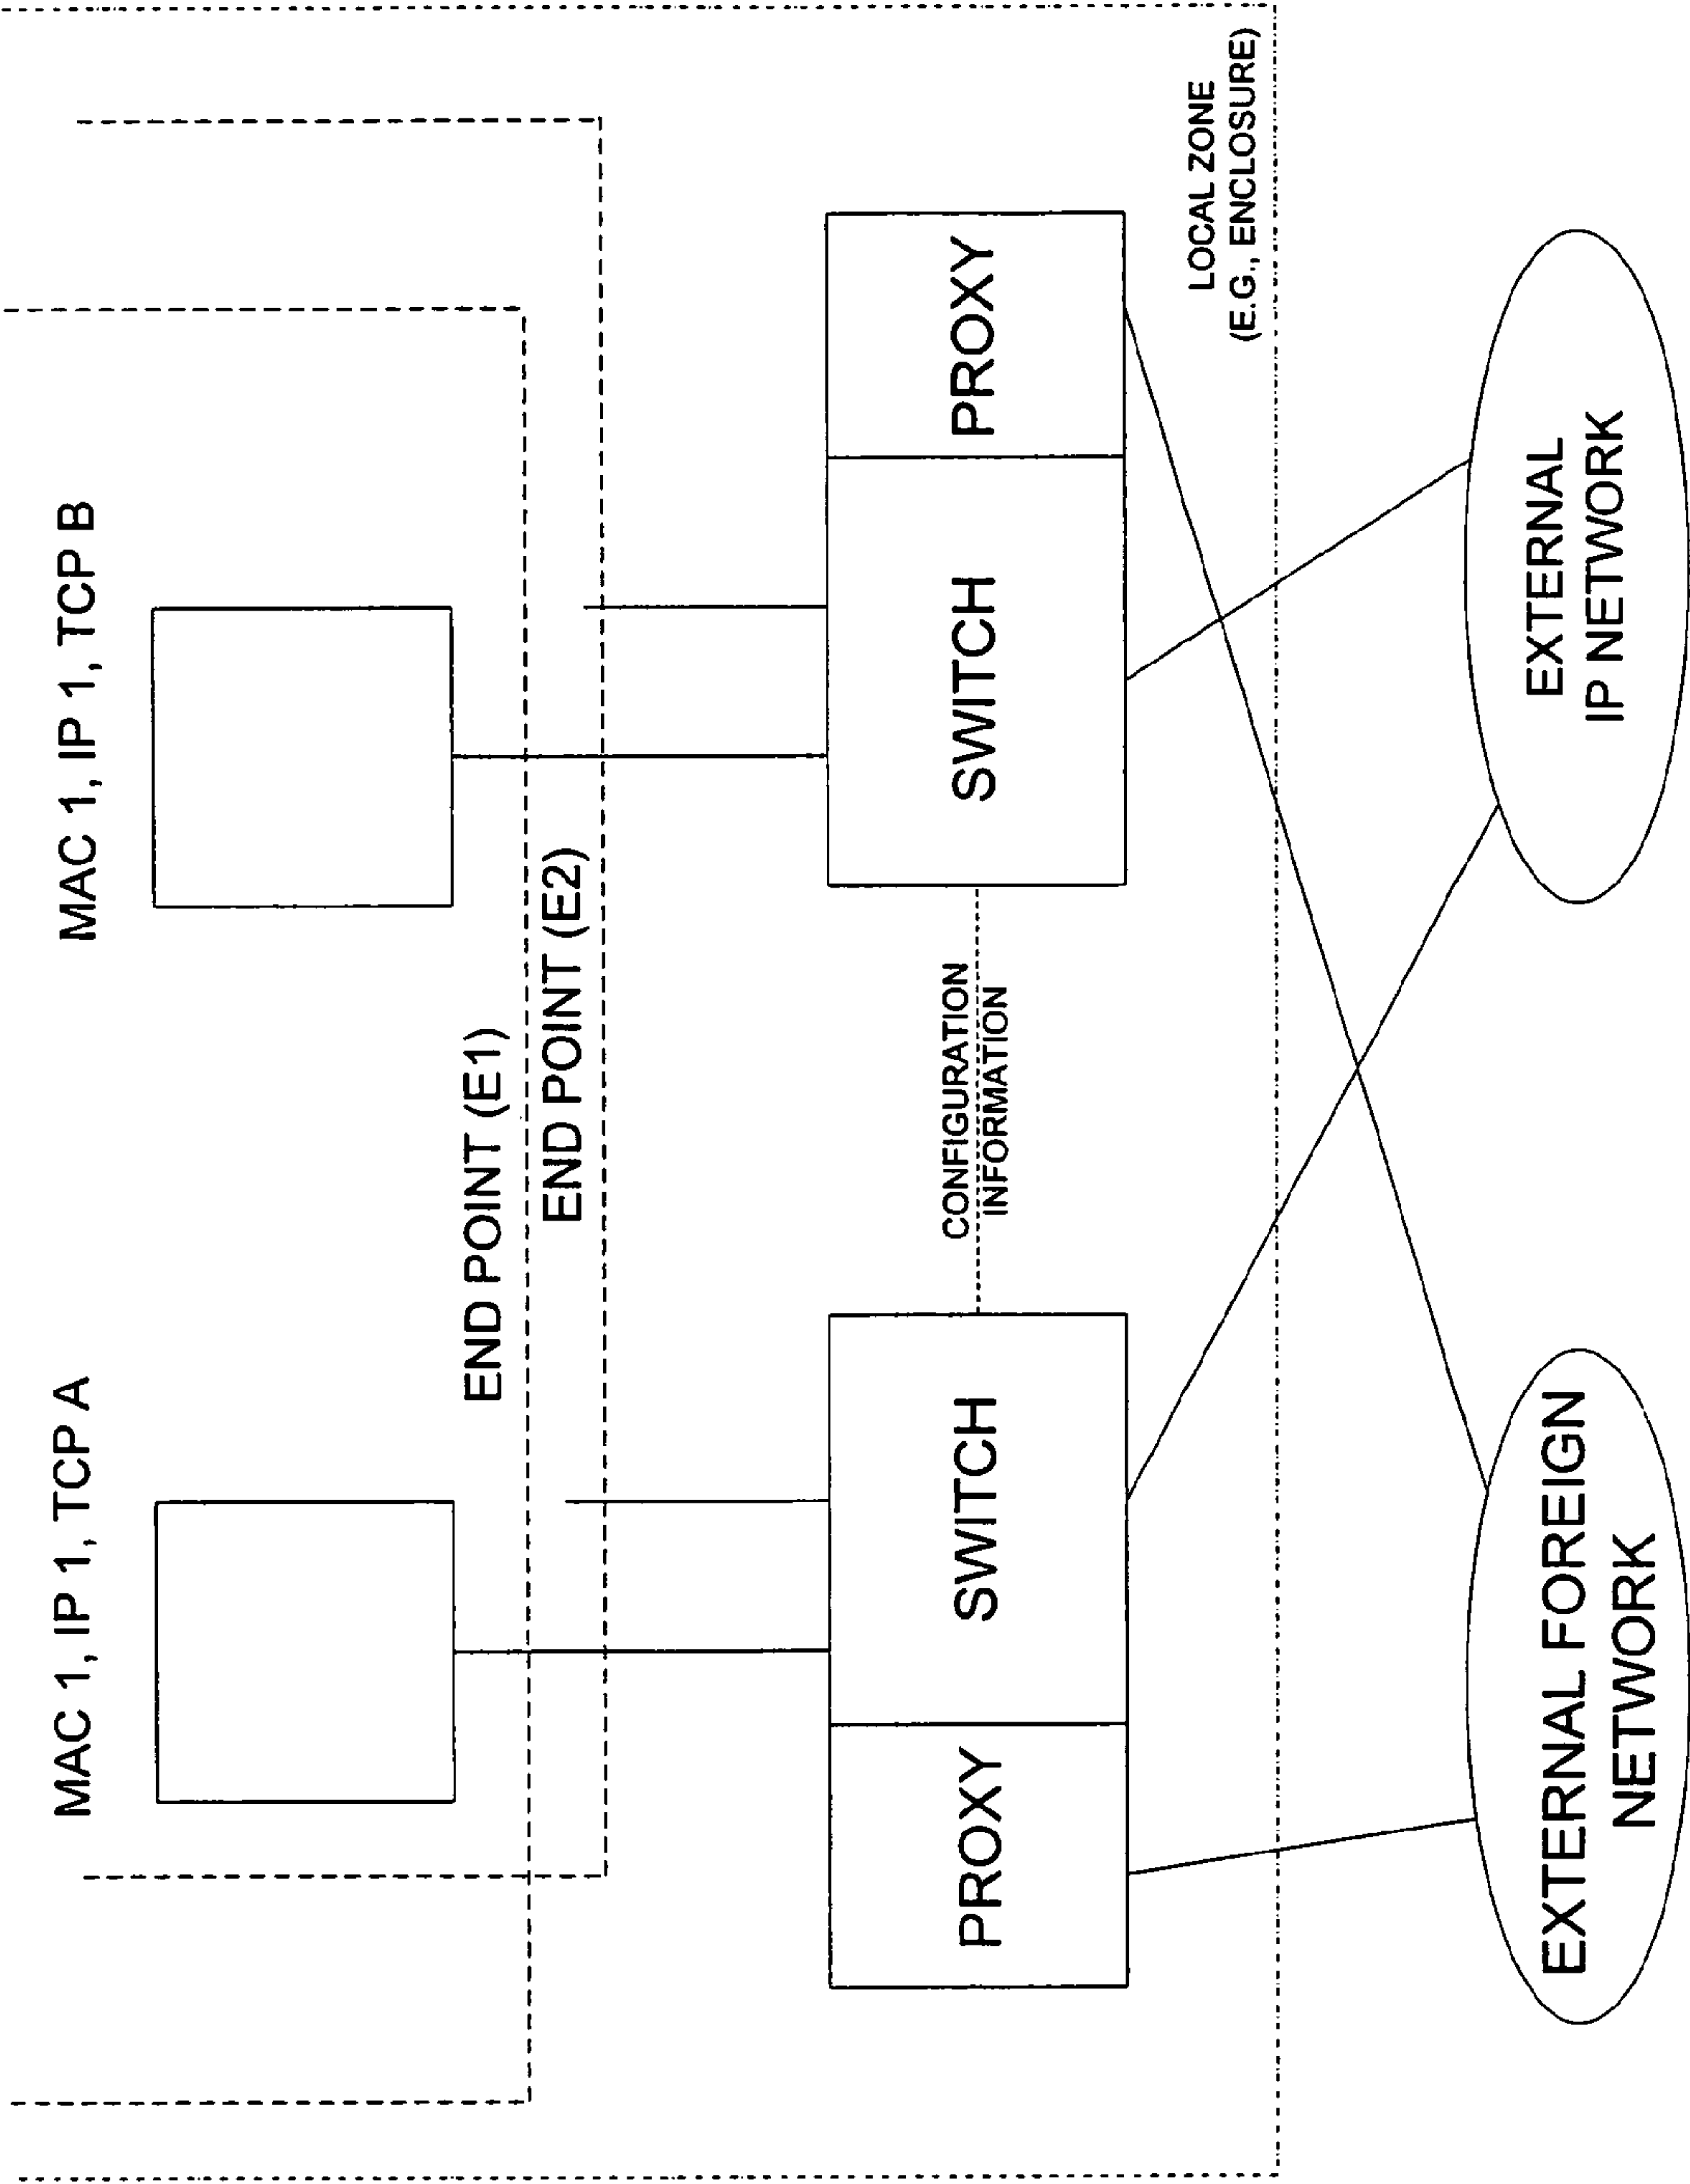 MAC 1, IP 1, TCP A
MAC 1, IP 1, TCP B
END POINT (E1)
END POINT (E2)
PROXY
SWITCH
CONFIGURATION
INFORMATION
SWITCH
PROXY
LOCAL ZONE
(E.G., ENCLOSURE)
EXTERNAL FOREIGN
NETWORK
EXTERNAL
IP NETWORK